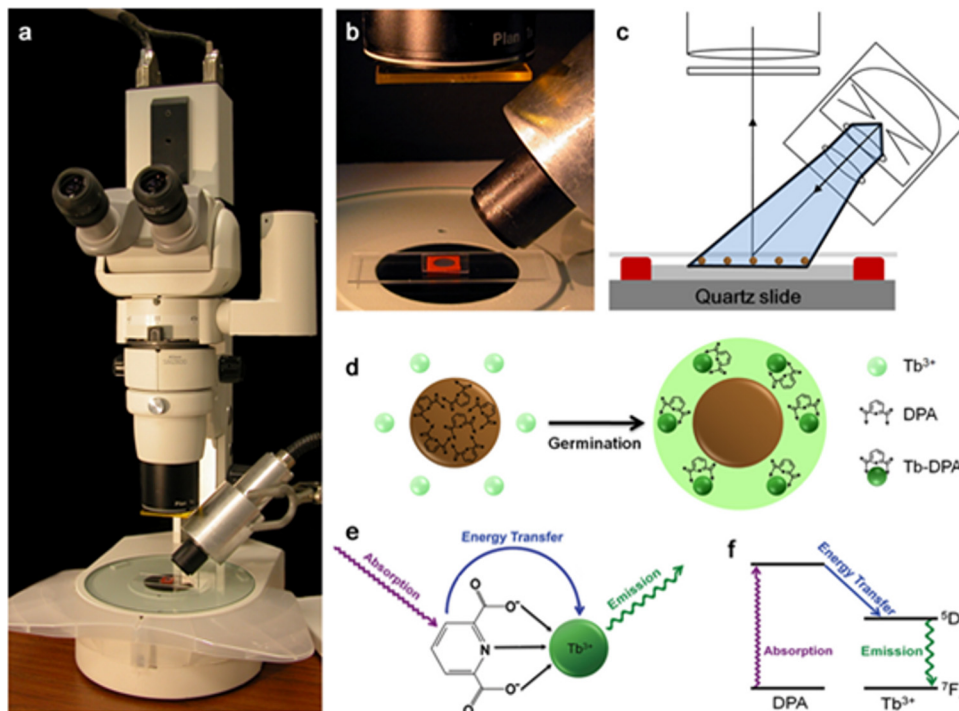 a
b
Plan
c
Quartz slide
d
Germination
Tb³⁺
DPA
Tb-DPA
Plan
e
Absorption
Energy Transfer
Emission
O
O⁻
N
O⁻
O
Tb³⁺
f
Energy Transfer
Absorption
Emission
⁵D
⁷F
DPA
Tb³⁺